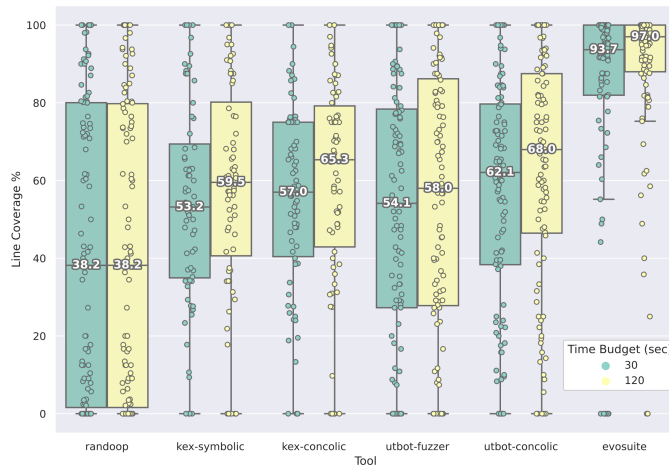 100
80
60
40
20
0
Line Coverage %
38.2
38.2
53.2
59.5
57.0
65.3
54.1
58.0
62.1
68.0
93.7
97.0
Time Budget (sec
30
120
randoop
kex-symbolic
kex-concolic
utbot-fuzzer
utbot-concolic
evosuite
Tool